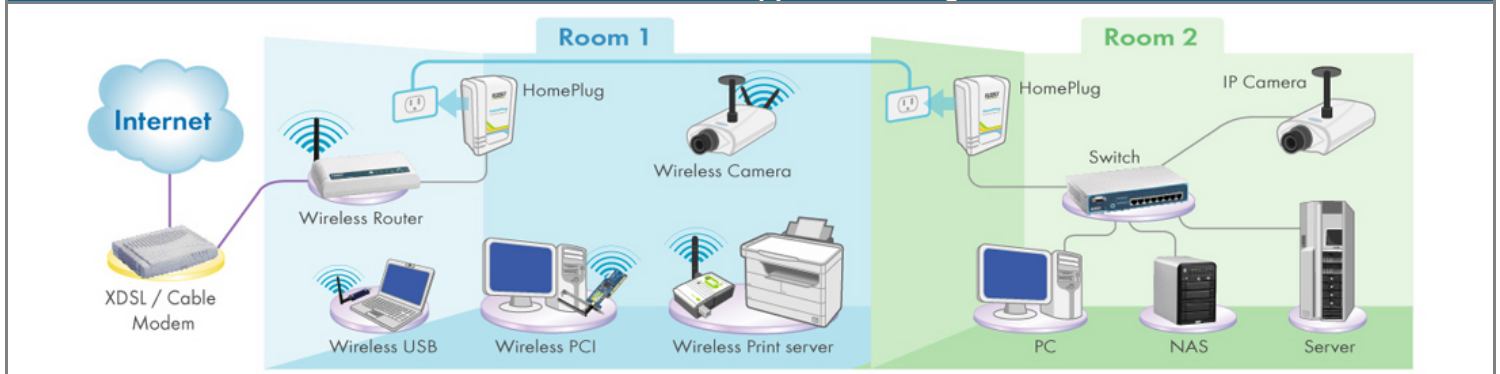 Room 1
Room 2
Internet
HomePlug
HomePlug
IP Camera
Switch
Wireless Camera
Wireless Router
XDSL / Cable
Modem
Wireless USB
Wireless PCI
Wireless Print server
PC
NAS
Server